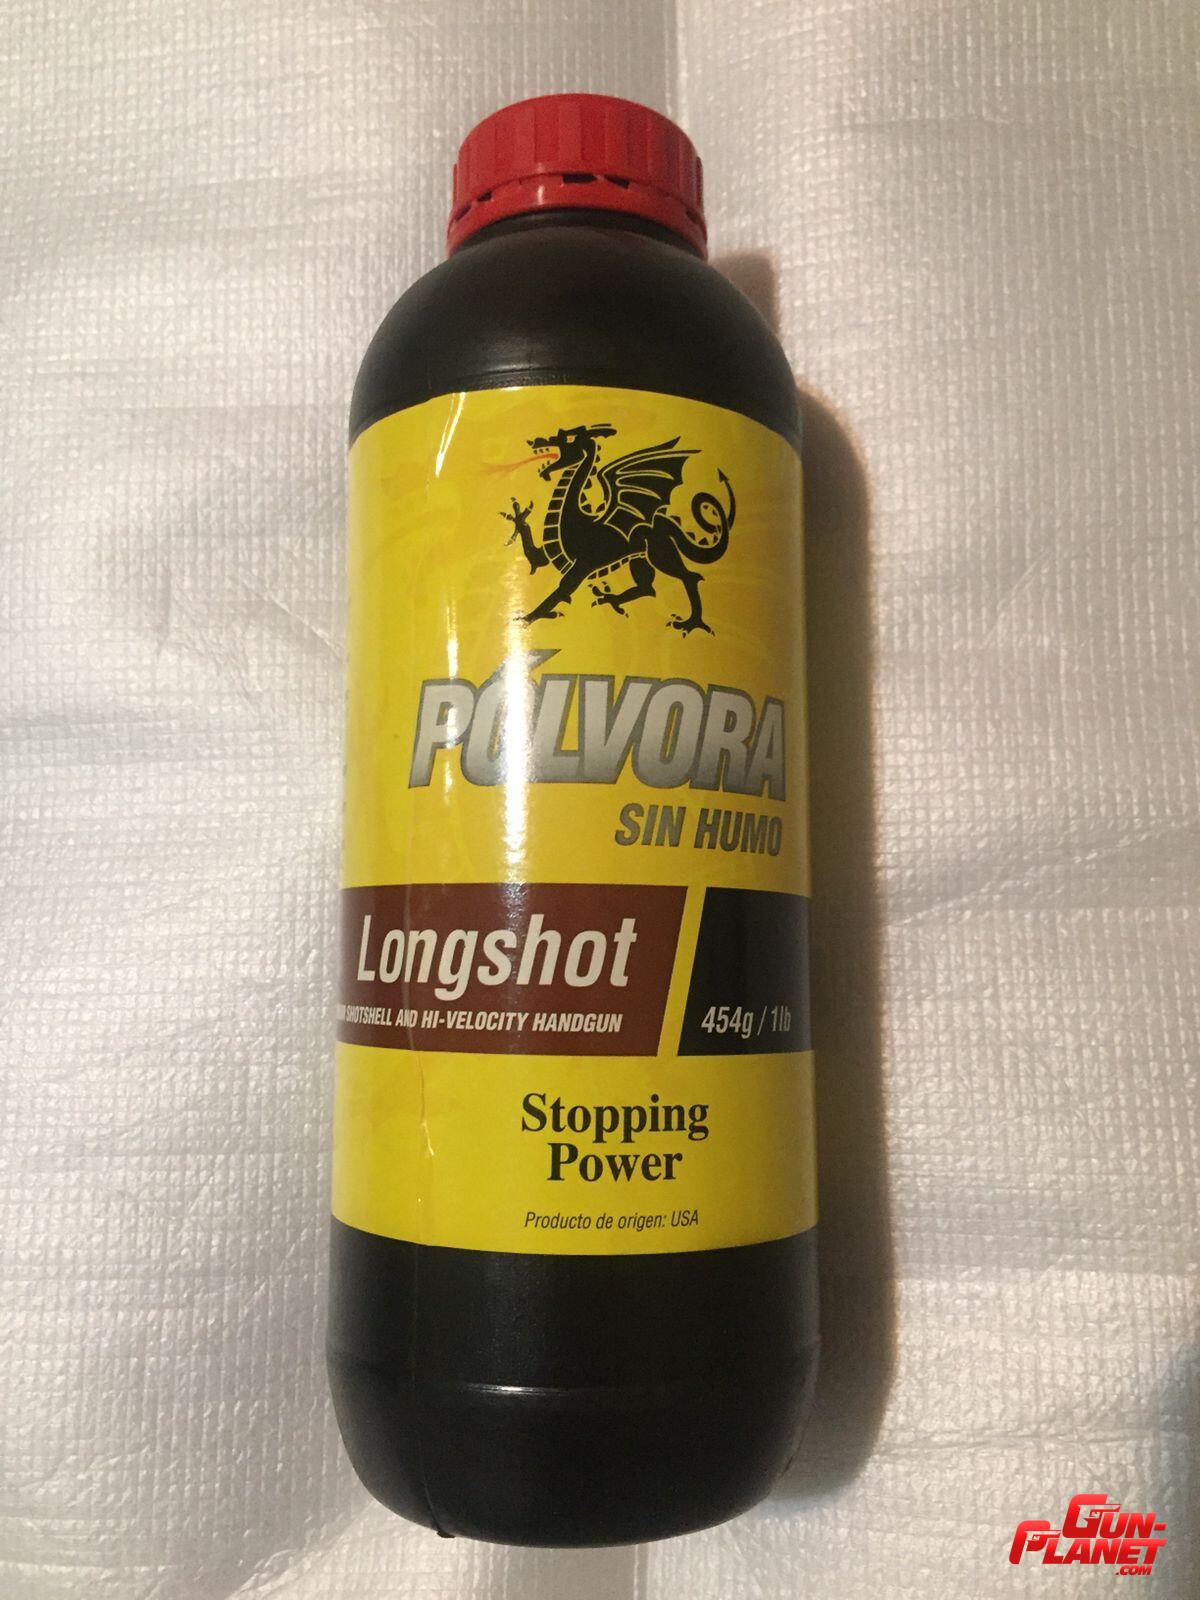 PÓLVORA
SIN HUMO
Longshot
SHOTSHELL AND HI-VELOCITY HANDGUN
454g / 1lb
Stopping
Power
Producto de origen: USA
GUN-
PLANET
.COM